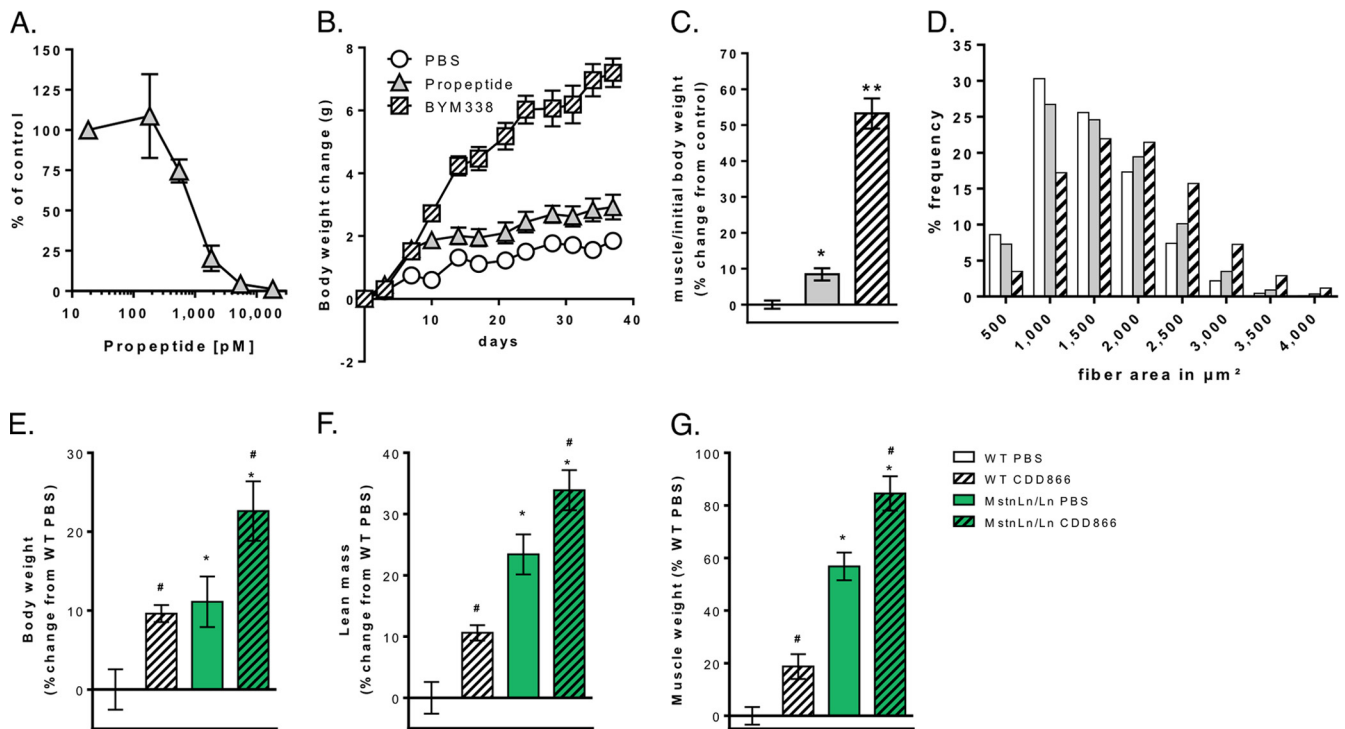 A.
% of control
150
125
100
75
50
25
0
10
100
1,000
10,000
Propeptide [pM]
B.
Body weight change (g)
8
6
4
2
0
-2
10
20
30
40
days
PBS
Propeptide
BYM338
C.
muscle/initial body weight
(% change from control)
70
60
50
40
30
20
10
0
*
**
D.
% frequency
35
30
25
20
15
10
5
0
500
1,000
1,500
2,000
2,500
3,000
3,500
4,000
fiber area in µm²
E.
Body weight
(% change from WT PBS)
30
20
10
0
#
*
#
*
F.
Lean mass
(% change from WT PBS)
40
30
20
10
0
#
*
#
*
G.
Muscle weight (% WT PBS)
100
80
60
40
20
0
#
*
#
*
WT PBS
WT CDD866
MstnLn/Ln PBS
MstnLn/Ln CDD866